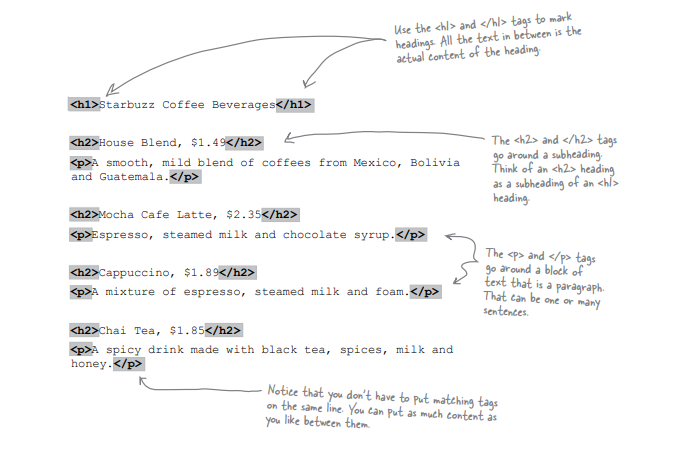 Use the <h1> and </h1> tags to mark
headings. All the text in between is the
actual content of the heading.
<h1>Starbuzz Coffee Beverages</h1>
<h2>House Blend, $1.49</h2>
<p>A smooth, mild blend of coffees from Mexico, Bolivia
and Guatemala.</p>
The <h2> and </h2> tags
go around a subheading.
Think of an <h2> heading
as a subheading of an <h1>
heading.
<h2>Mocha Cafe Latte, $2.35</h2>
<p>Espresso, steamed milk and chocolate syrup.</p>
<h2>Cappuccino, $1.89</h2>
<p>A mixture of espresso, steamed milk and foam.</p>
The <p> and </p> tags
go around a block of
text that is a paragraph.
That can be one or many
sentences.
<h2>Chai Tea, $1.85</h2>
<p>A spicy drink made with black tea, spices, milk and
honey.</p>
Notice that you don't have to put matching tags
on the same line. You can put as much content as
you like between them.